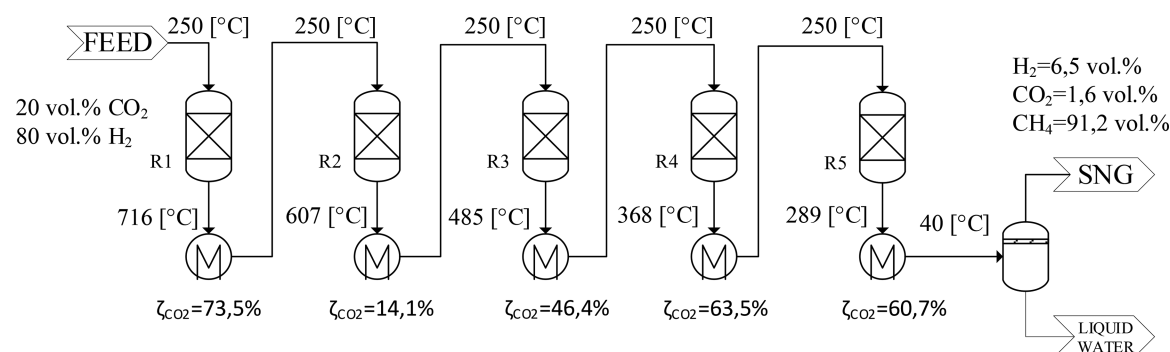 FEED
250 [°C]
250 [°C]
250 [°C]
250 [°C]
250 [°C]
20 vol.% CO₂
80 vol.% H₂
R1
R2
R3
R4
R5
H₂=6,5 vol.%
CO₂=1,6 vol.%
CH₄=91,2 vol.%
SNG
716 [°C]
607 [°C]
485 [°C]
368 [°C]
289 [°C]
40 [°C]
ζCO2=73,5%
ζCO2=14,1%
ζCO2=46,4%
ζCO2=63,5%
ζCO2=60,7%
LIQUID
WATER